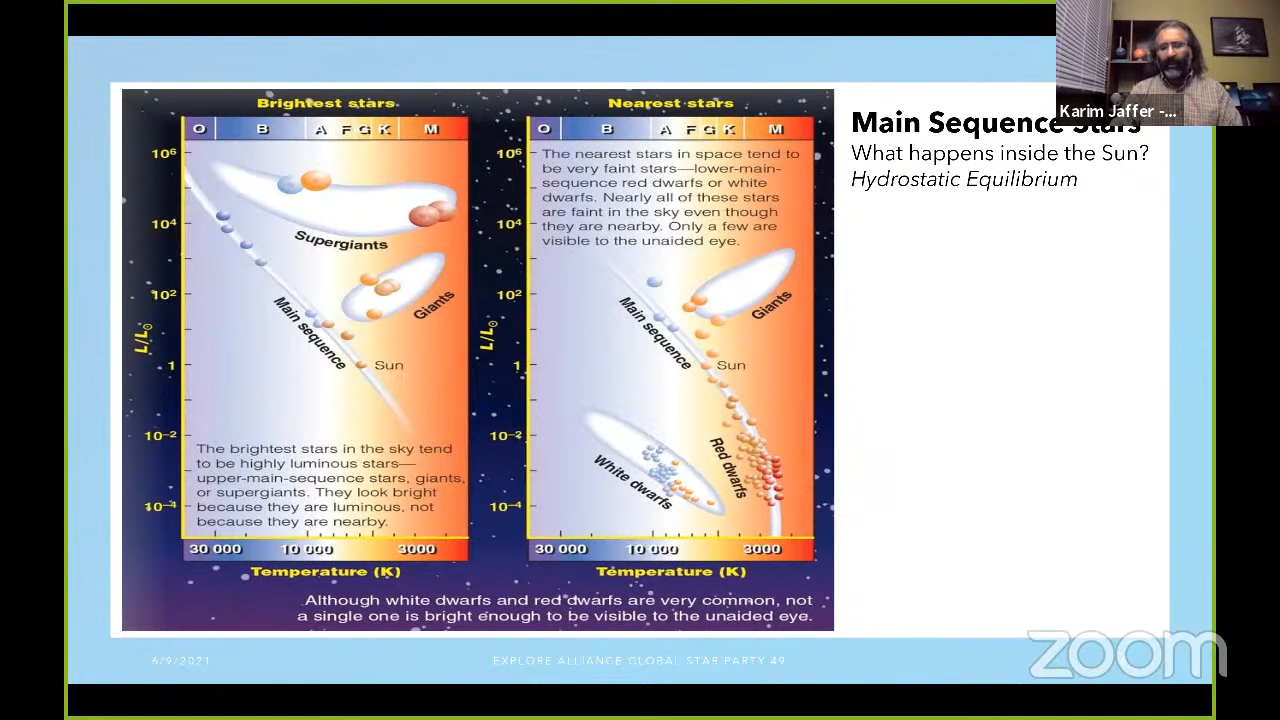 Brightest stars
O B A F G K M
10⁶
10⁴
10²
1
10⁻²
10⁻⁴
L/L☉
Supergiants
Giants
Main sequence
Sun
The brightest stars in the sky tend
to be highly luminous stars—
upper-main-sequence stars, giants,
or supergiants. They look bright
because they are luminous, not
because they are nearby.
30 000 10 000 3000
Temperature (K)
Nearest stars
O B A F G K M
10⁶
10⁴
10²
1
10⁻²
10⁻⁴
L/L☉
The nearest stars in space tend to
be very faint stars—lower-main-
sequence red dwarfs or white
dwarfs. Nearly all of these stars
are faint in the sky even though
they are nearby. Only a few are
visible to the unaided eye.
Giants
Main sequence
Sun
White dwarfs
Red dwarfs
30 000 10 000 3000
Temperature (K)
Although white dwarfs and red dwarfs are very common, not
a single one is bright enough to be visible to the unaided eye.
Karim Jaffer -...
Main Sequence Stars
What happens inside the Sun?
Hydrostatic Equilibrium
6/9/2021
EXPLORE ALLIANCE GLOBAL STAR PARTY 49
zoom